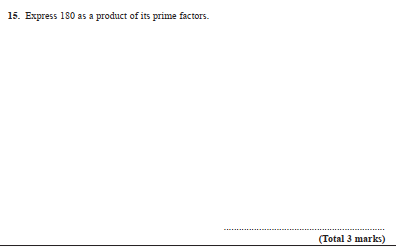 15. Express 180 as a product of its prime factors.
(Total 3 marks)